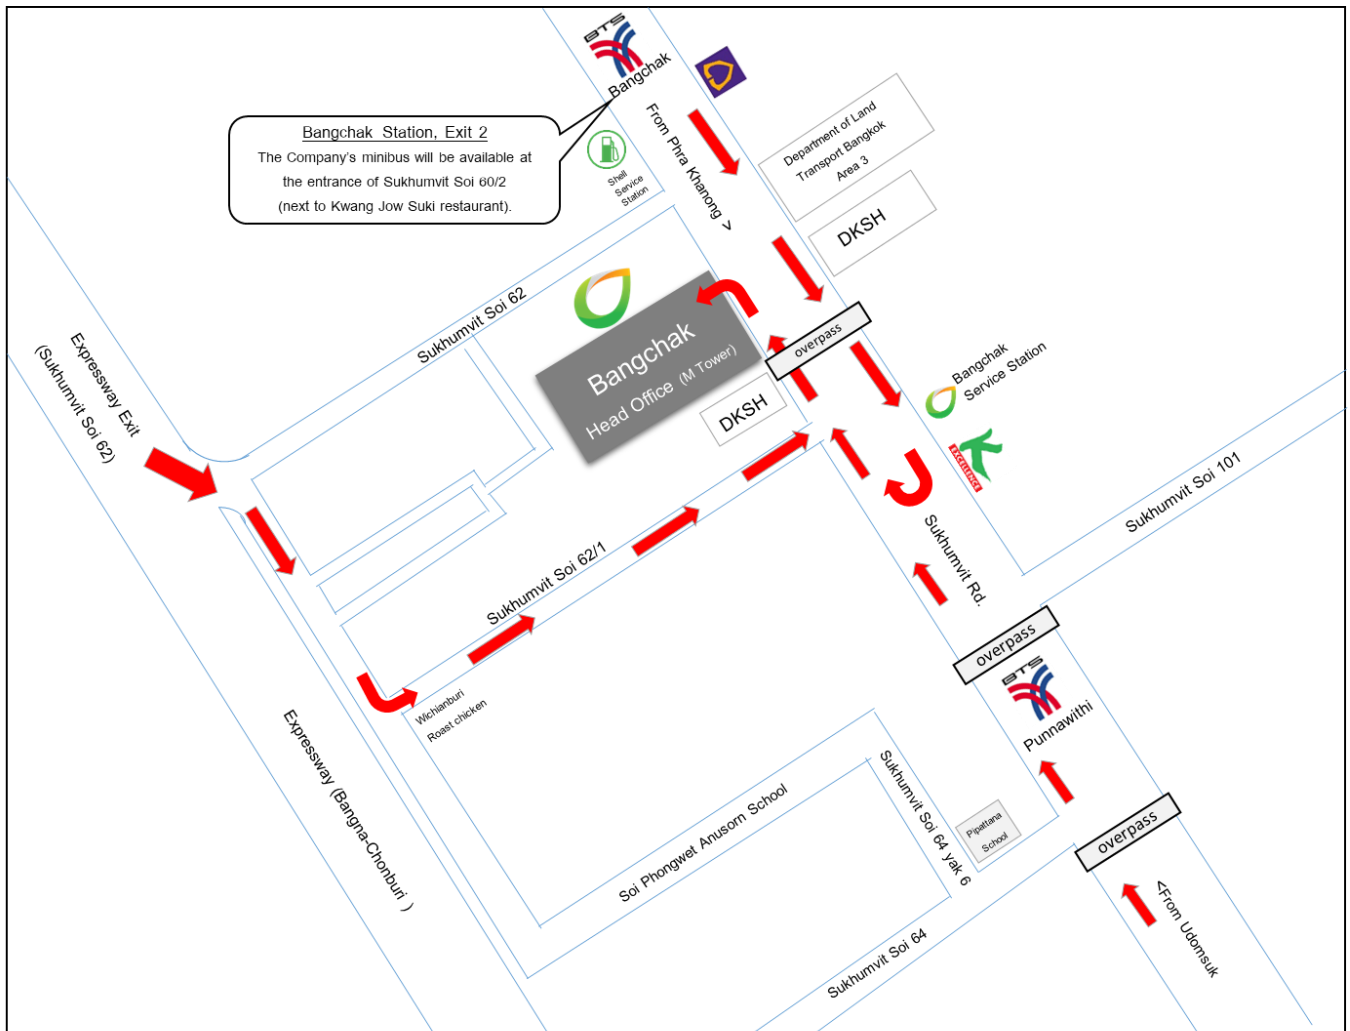 BTS
Bangchak
Bangchak Station, Exit 2
The Company's minibus will be available at
the entrance of Sukhumvit Soi 60/2
(next to Kwang Jow Suki restaurant).
Shell
Service
Station
From Phra Khanong >
Department of Land
Transport Bangkok
Area 3
DKSH
Sukhumvit Soi 62
Bangchak
Head Office (M Tower)
overpass
DKSH
Bangchak
Service Station
K
EXCELLENCE
Expressway Exit
(Sukhumvit Soi 62)
Sukhumvit Soi 101
Sukhumvit Rd.
Sukhumvit Soi 62/1
overpass
BTS
Punnawithi
Wichianburi
Roast chicken
Expressway (Bangna-Chonburi )
Soi Phongwet Anusorn School
Sukhumvit Soi 64 yak 6
Pipattana
School
overpass
<From Udomsuk
Sukhumvit Soi 64